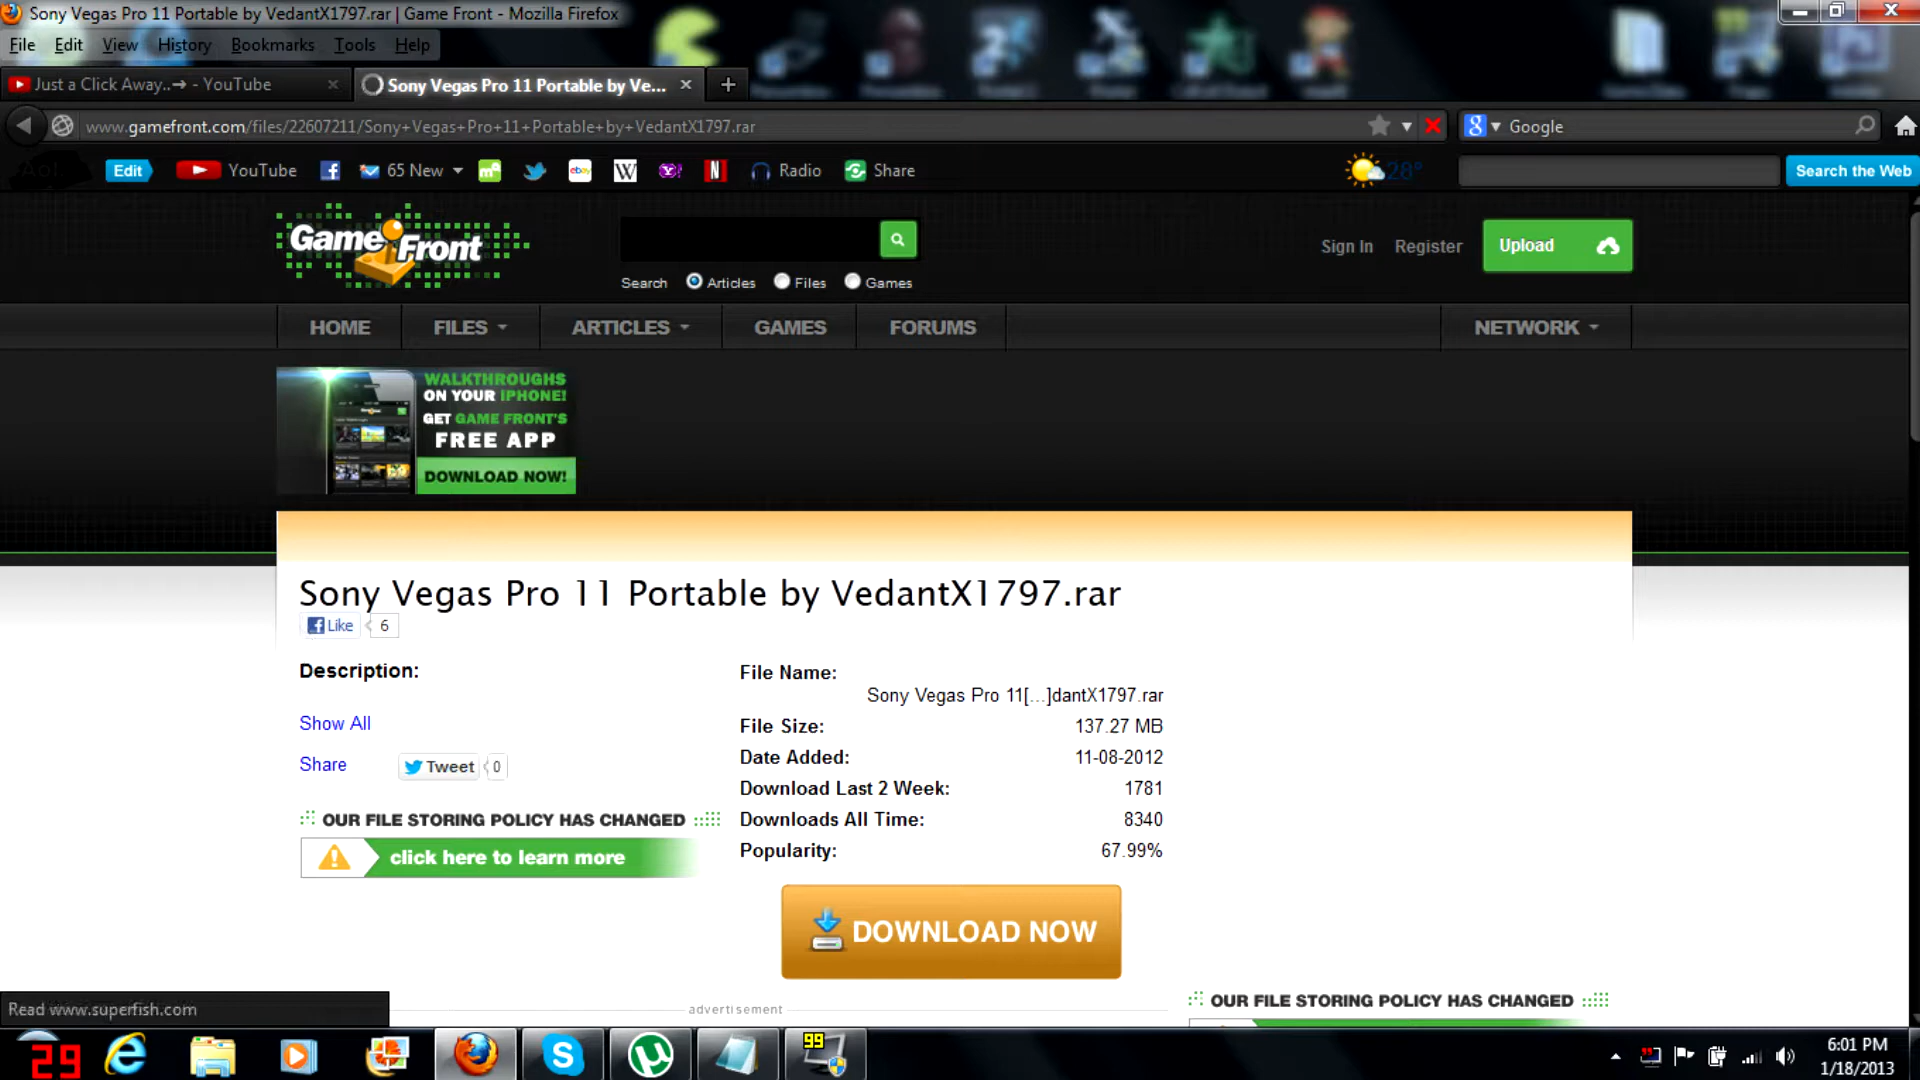 Sony Vegas Pro 11 Portable by VedantX1797.rar | Game Front - Mozilla Firefox
File Edit View History Bookmarks Tools Help
Just a Click Away..→ - YouTube
Sony Vegas Pro 11 Portable by Ve...
www.gamefront.com/files/22607211/Sony+Vegas+Pro+11+Portable+by+VedantX1797.rar
Google
Aol.
Edit
YouTube
65 New
ebay
W
N
Radio
Share
28°
Search the Web
Game Front
Search Articles Files Games
Sign In Register Upload
HOME FILES ARTICLES GAMES FORUMS NETWORK
WALKTHROUGHS
ON YOUR IPHONE!
GET GAME FRONT'S
FREE APP
DOWNLOAD NOW!
Sony Vegas Pro 11 Portable by VedantX1797.rar
Like 6
Description:
Show All
Share
Tweet 0
OUR FILE STORING POLICY HAS CHANGED
click here to learn more
File Name:
Sony Vegas Pro 11[...]dantX1797.rar
File Size: 137.27 MB
Date Added: 11-08-2012
Download Last 2 Week: 1781
Downloads All Time: 8340
Popularity: 67.99%
DOWNLOAD NOW
advertisement
OUR FILE STORING POLICY HAS CHANGED
Read www.superfish.com
29
99
6:01 PM
1/18/2013